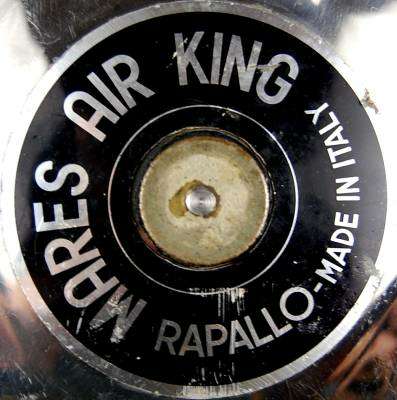 MARES AIR KING
RAPALLO-MADE IN ITALY